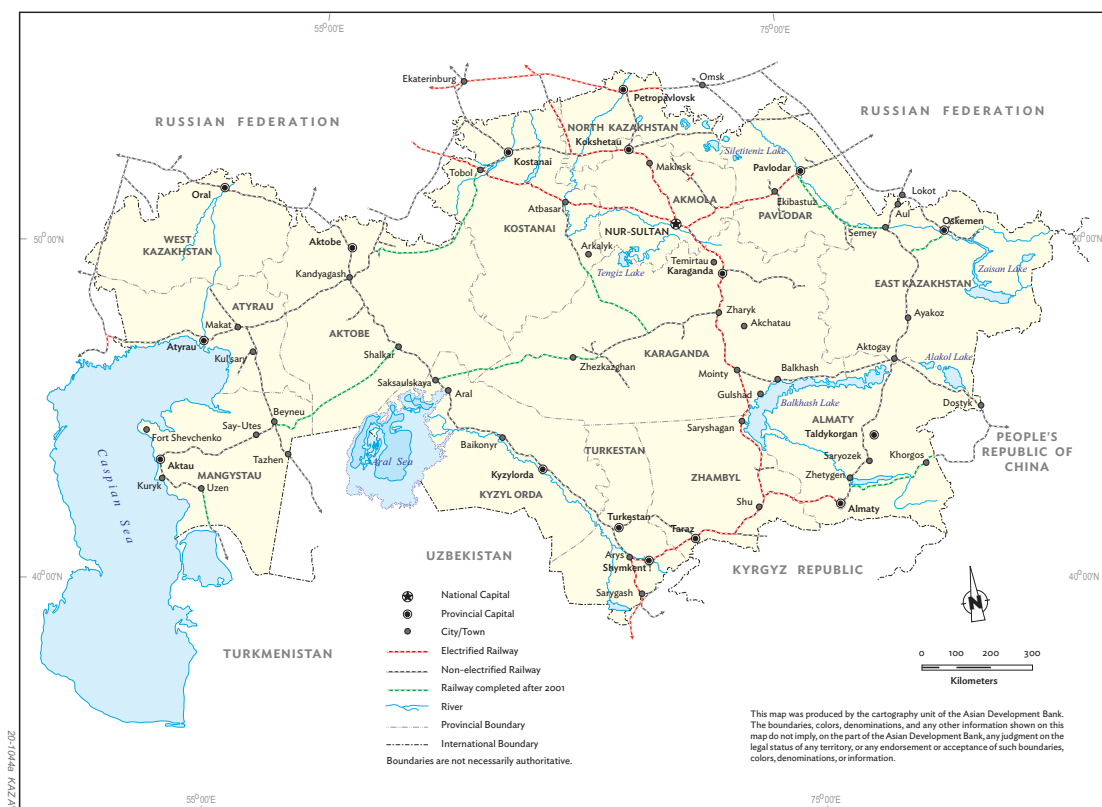 55°00'E
75°00'E
Omsk
Ekaterinburg
Petropavlovsk
RUSSIAN FEDERATION
RUSSIAN FEDERATION
NORTH KAZAKHSTAN
Kokshetau
Siletiteniz Lake
Kostanai
Makinsk
Pavlodar
Tobol
Oral
AKMOLA
Lokot
Ekibastuz
Atbasar
PAVLODAR
Aul
KOSTANAI
NUR-SULTAN
Semey
Oskemen
50°00'N
50°00'N
WEST
KAZAKHSTAN
Aktobe
Arkalyk
Temirtau
Tengiz Lake
Karaganda
Zaisan Lake
Kandyagash
EAST KAZAKHSTAN
ATYRAU
Zharyk
Ayakoz
Makat
AKTOBE
Akchatau
Atyrau
Kul'sary
Shalkar
KARAGANDA
Aktogay
Zhezkazghan
Alakol Lake
Mointy
Balkhash
Saksaulskaya
Aral
Gulshad
Balkhash Lake
Dostyk
Beyneu
Say-Utes
Saryshagan
ALMATY
Fort Shevchenko
Baikonyr
Taldykorgan
PEOPLE'S
REPUBLIC OF
CHINA
TURKESTAN
Caspian Sea
Tazhen
Aral Sea
Saryozek
Khorgos
Aktau
MANGYSTAU
Kyzylorda
ZHAMBYL
Zhetygen
Kuryk
Uzen
KYZYL ORDA
Shu
Almaty
Turkestan
Taraz
UZBEKISTAN
Arys
Shymkent
KYRGYZ REPUBLIC
40°00'N
40°00'N
Sarygash
National Capital
Provincial Capital
N
City/Town
TURKMENISTAN
Electrified Railway
0 100 200 300
Kilometers
Non-electrified Railway
Railway completed after 2001
River
Provincial Boundary
International Boundary
Boundaries are not necessarily authoritative.
This map was produced by the cartography unit of the Asian Development Bank.
The boundaries, colors, denominations, and any other information shown on this
map do not imply, on the part of the Asian Development Bank, any judgment on the
legal status of any territory, or any endorsement or acceptance of such boundaries,
colors, denominations, or information.
20-1044a KAZ
55°00'E
75°00'E